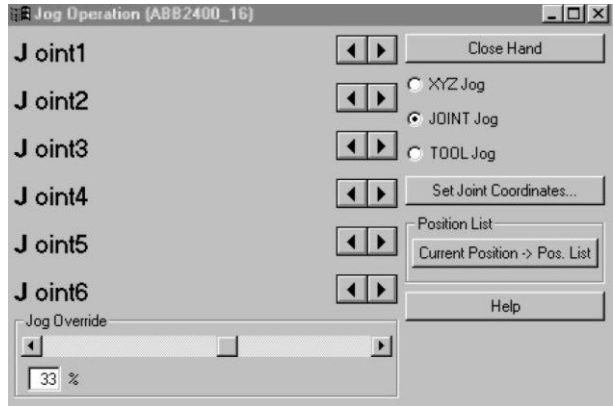 Jog Operation (ABB2400_16)
J oint1
J oint2
J oint3
J oint4
J oint5
J oint6
Jog Override
33 %
Close Hand
XYZ Jog
JOINT Jog
TOOL Jog
Set Joint Coordinates...
Position List
Current Position -> Pos. List
Help